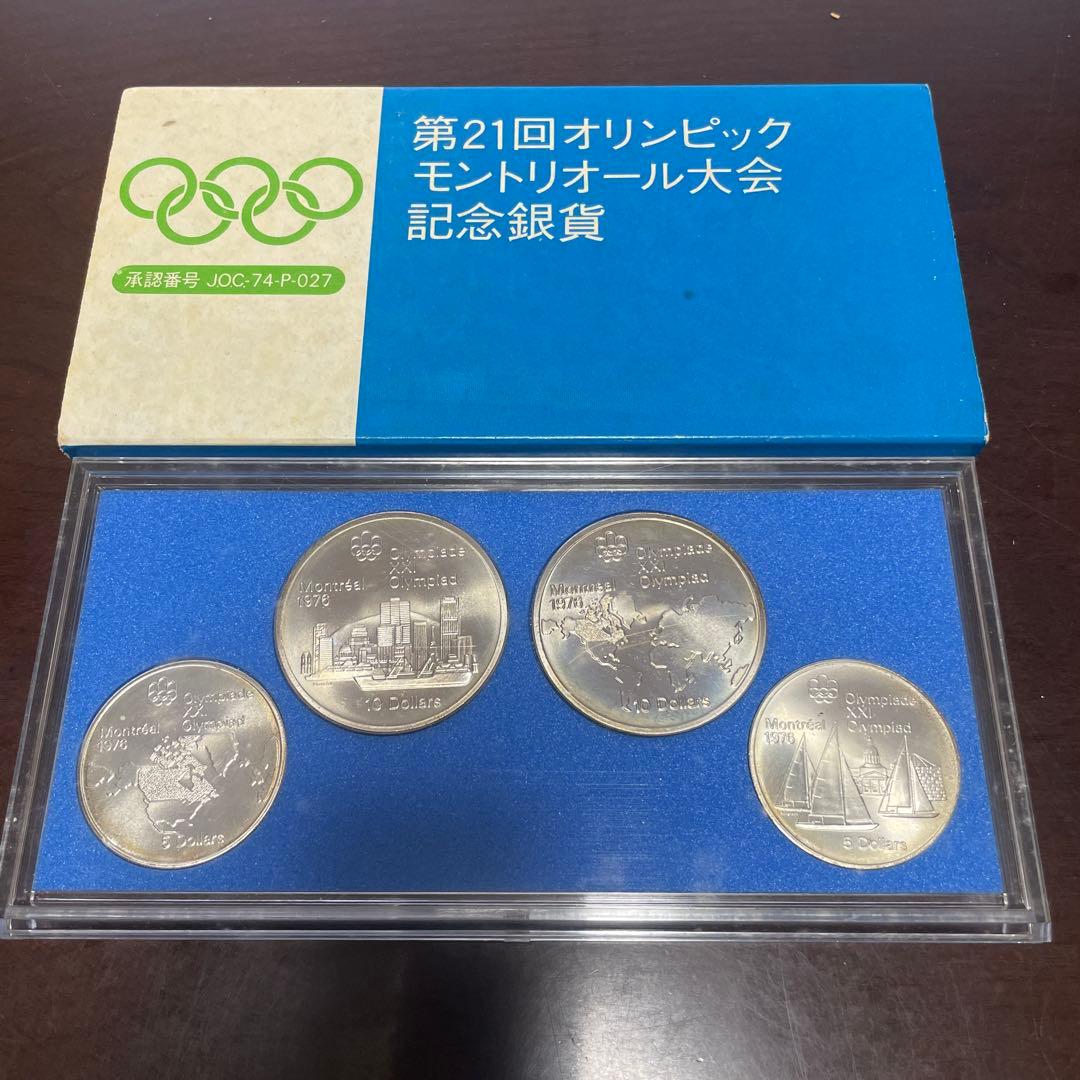 第21回オリンピック
モントリオール大会
記念銀貨
承認番号 J.O.C.-74-P-027
Olympiade
XXI
Olympiad
Montréal
1976
10 Dollars
Olympiade
XXI
Olympiad
Montréal
1976
10 Dollars
Olympiade
XXI
Olympiad
Montréal
1976
5 Dollars
Olympiade
XXI
Olympiad
Montréal
1976
5 Dollars